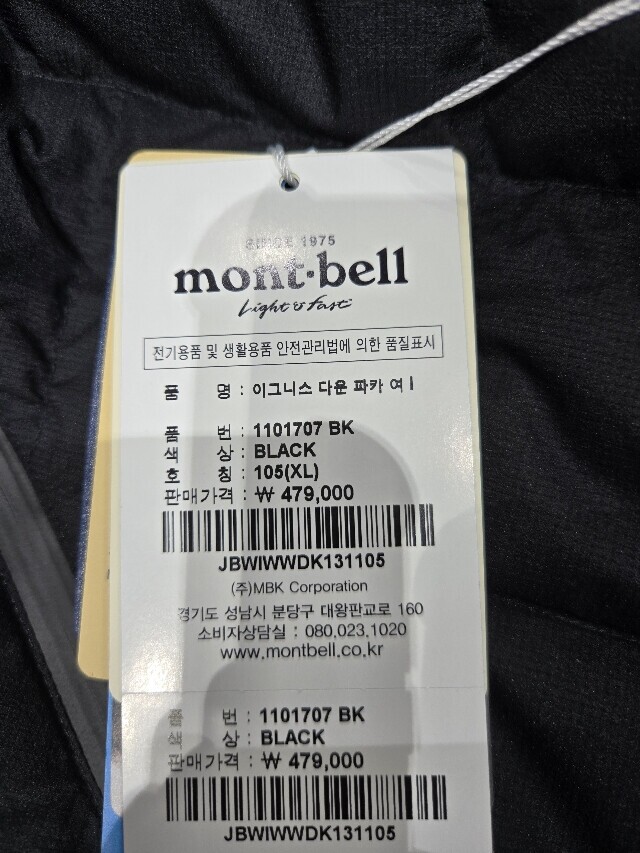 SINCE 1975
mont·bell
Light & Fast
전기용품 및 생활용품 안전관리법에 의한 품질표시
품 명 : 이그니스 다운 파카 여 I
품 번 : 1101707 BK
색 상 : BLACK
호 칭 : 105(XL)
판매가격 : ₩ 479,000
JBWIWWDK131105
(주)MBK Corporation
경기도 성남시 분당구 대왕판교로 160
소비자상담실 : 080.023.1020
www.montbell.co.kr
품 번 : 1101707 BK
색 상 : BLACK
판매가격 : ₩ 479,000
JBWIWWDK131105